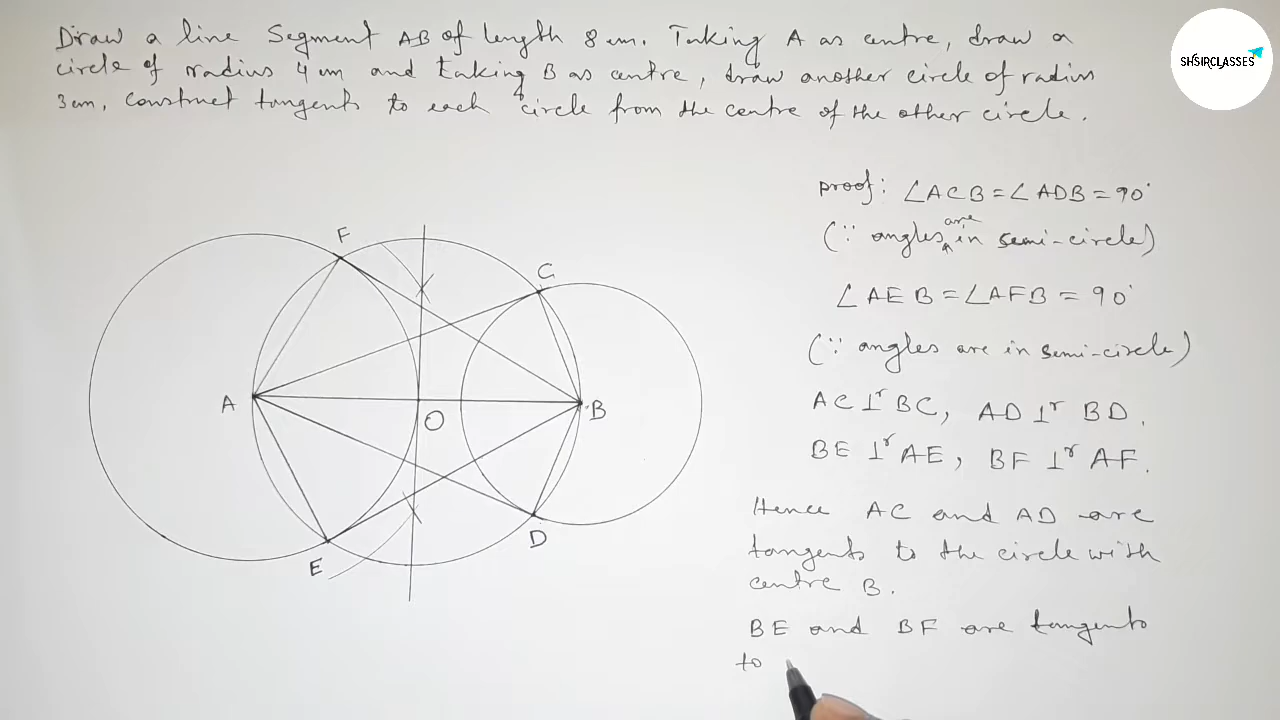 Draw a line Segment AB of length 8 cm. Taking A as centre, draw a
circle of radius 4 cm and taking B as centre, draw another circle of radius
3 cm. Construct tangents to each circle from the centre of the other circle.
SHSIRCLASSES
proof: ∠ACB = ∠ADB = 90°
(∵ angles are in semi-circle)
∠AEB = ∠AFB = 90°
(∵ angles are in semi-circle)
AC ⊥r BC, AD ⊥r BD.
BE ⊥r AE, BF ⊥r AF.
Hence AC and AD are
tangents to the circle with
centre B.
BE and BF are tangents
to
F
C
A
O
B
E
D